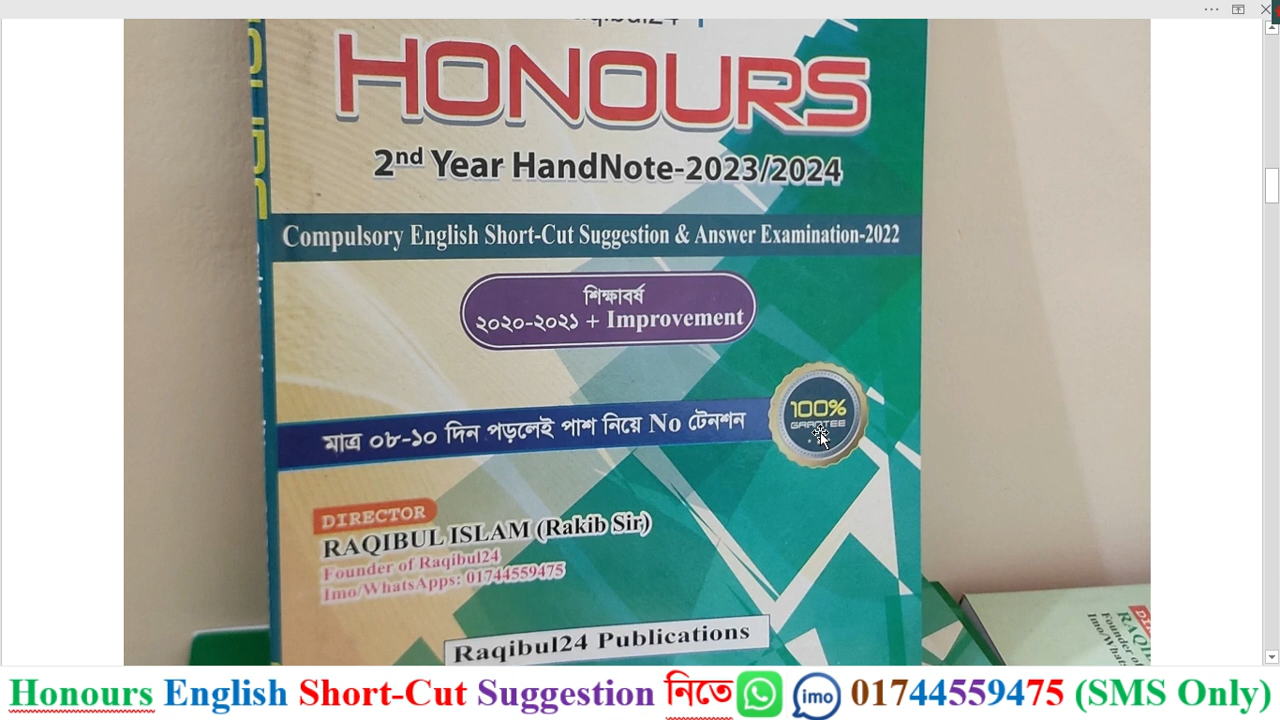 HONOURS
2nd Year HandNote-2023/2024
Compulsory English Short-Cut Suggestion & Answer Examination-2022
শিক্ষাবর্ষ
২০২০-২০২১ + Improvement
মাত্র ০৮-১০ দিন পড়লেই পাশ নিয়ে No টেনশন
100%
DIRECTOR
RAQIBUL ISLAM (Rakib Sir)
Founder of Raqibul24
Imo/WhatsApps: 01744559475
Raqibul24 Publications
Honours English Short-Cut Suggestion নিতে imo 01744559475 (SMS Only)